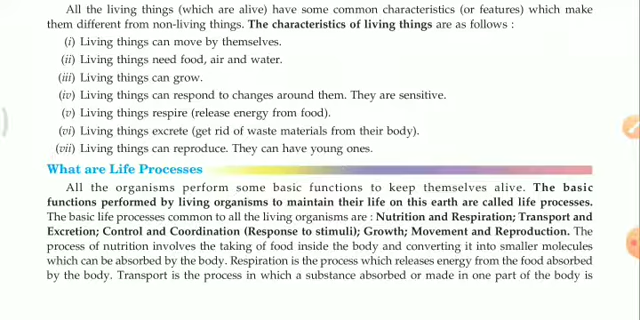 All the living things (which are alive) have some common characteristics (or features) which make
them different from non-living things. The characteristics of living things are as follows :
(i) Living things can move by themselves.
(ii) Living things need food, air and water.
(iii) Living things can grow.
(iv) Living things can respond to changes around them. They are sensitive.
(v) Living things respire (release energy from food).
(vi) Living things excrete (get rid of waste materials from their body).
(vii) Living things can reproduce. They can have young ones.
What are Life Processes
All the organisms perform some basic functions to keep themselves alive. The basic
functions performed by living organisms to maintain their life on this earth are called life processes.
The basic life processes common to all the living organisms are : Nutrition and Respiration; Transport and
Excretion; Control and Coordination (Response to stimuli); Growth; Movement and Reproduction. The
process of nutrition involves the taking of food inside the body and converting it into smaller molecules
which can be absorbed by the body. Respiration is the process which releases energy from the food absorbed
by the body. Transport is the process in which a substance absorbed or made in one part of the body is